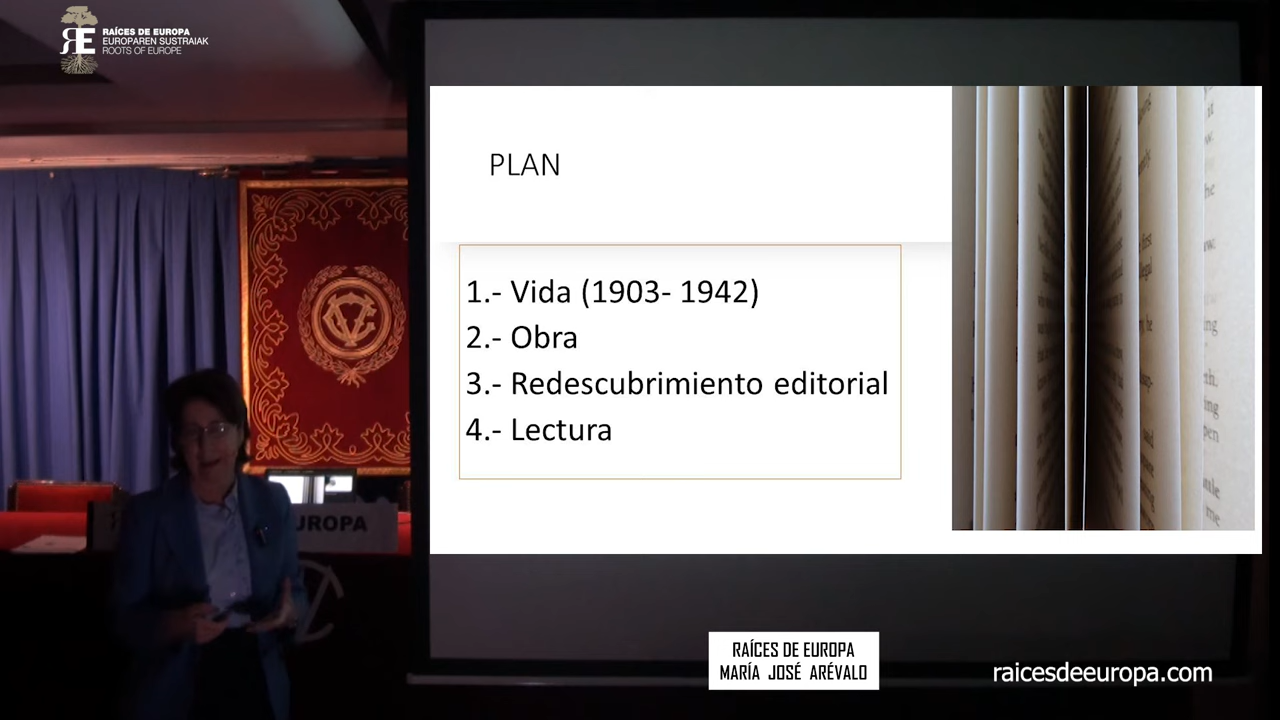 RAÍCES DE EUROPA
EUROPAREN SUSTRAIAK
ROOTS OF EUROPE
PLAN
1.- Vida (1903- 1942)
2.- Obra
3.- Redescubrimiento editorial
4.- Lectura
UROPA
RAÍCES DE EUROPA
MARÍA JOSÉ ARÉVALO
raicesdeeuropa.com